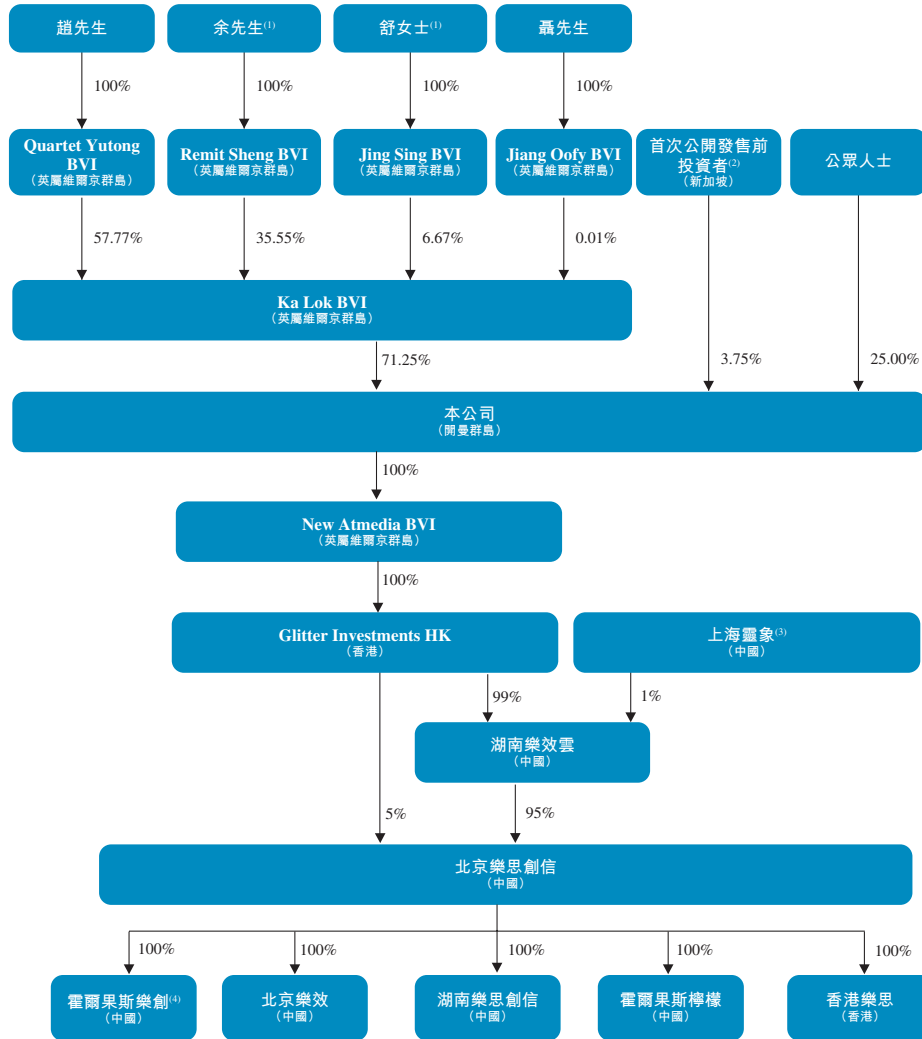 趙先生
余先生(1)
舒女士(1)
聶先生
100%
100%
100%
100%
Quartet Yutong
BVI
(英屬維爾京群島)
Remit Sheng BVI
(英屬維爾京群島)
Jing Sing BVI
(英屬維爾京群島)
Jiang Oofy BVI
(英屬維爾京群島)
首次公開發售前
投資者(2)
(新加坡)
公眾人士
57.77%
35.55%
6.67%
0.01%
Ka Lok BVI
(英屬維爾京群島)
71.25%
3.75%
25.00%
本公司
(開曼群島)
100%
New Atmedia BVI
(英屬維爾京群島)
100%
Glitter Investments HK
(香港)
上海靈象(3)
(中國)
99%
1%
湖南樂效雲
(中國)
5%
95%
北京樂思創信
(中國)
100%
100%
100%
100%
100%
霍爾果斯樂創(4)
(中國)
北京樂效
(中國)
湖南樂思創信
(中國)
霍爾果斯檸檬
(中國)
香港樂思
(香港)